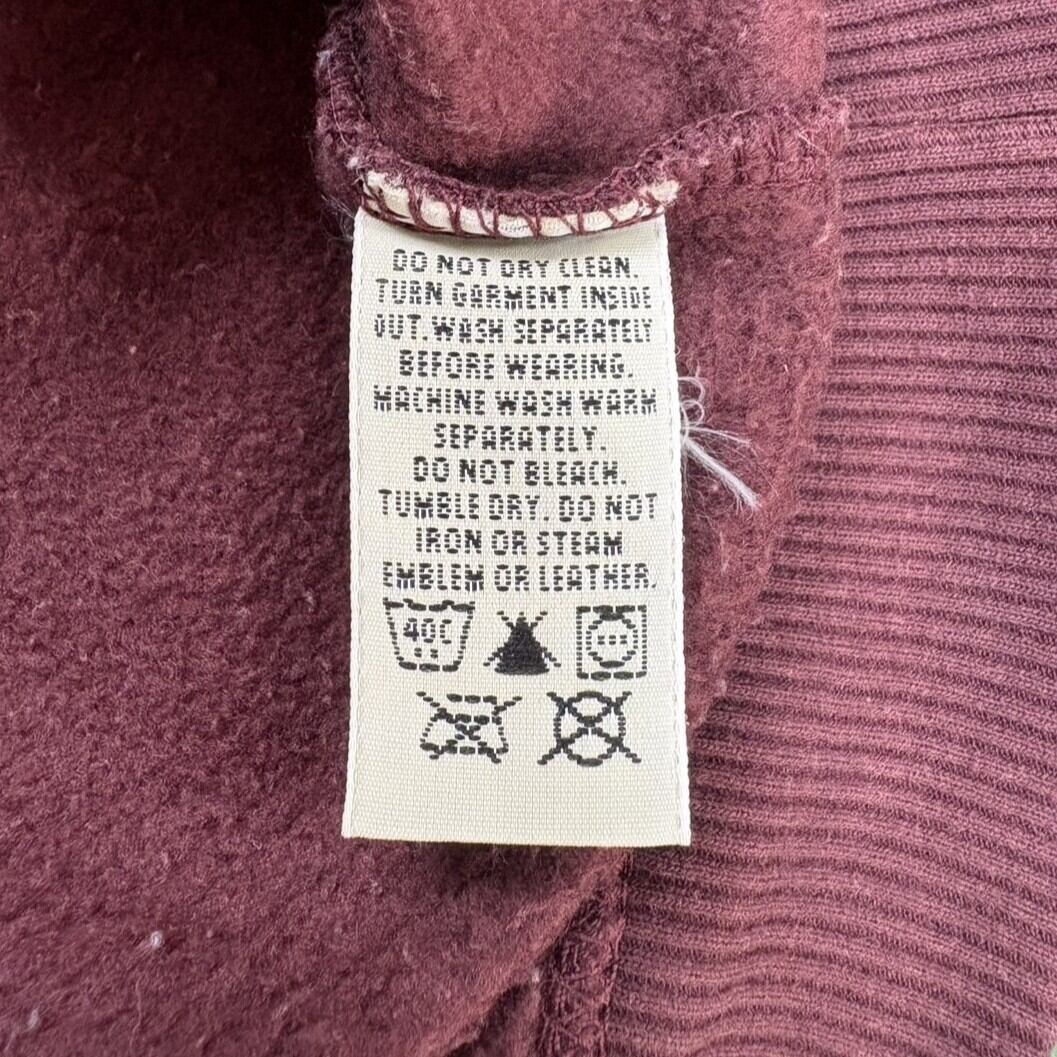 DO NOT DRY CLEAN.
TURN GARMENT INSIDE
OUT. WASH SEPARATELY
BEFORE WEARING.
MACHINE WASH WARM
SEPARATELY.
DO NOT BLEACH.
TUMBLE DRY. DO NOT
IRON OR STEAM
EMBLEM OR LEATHER.
40C